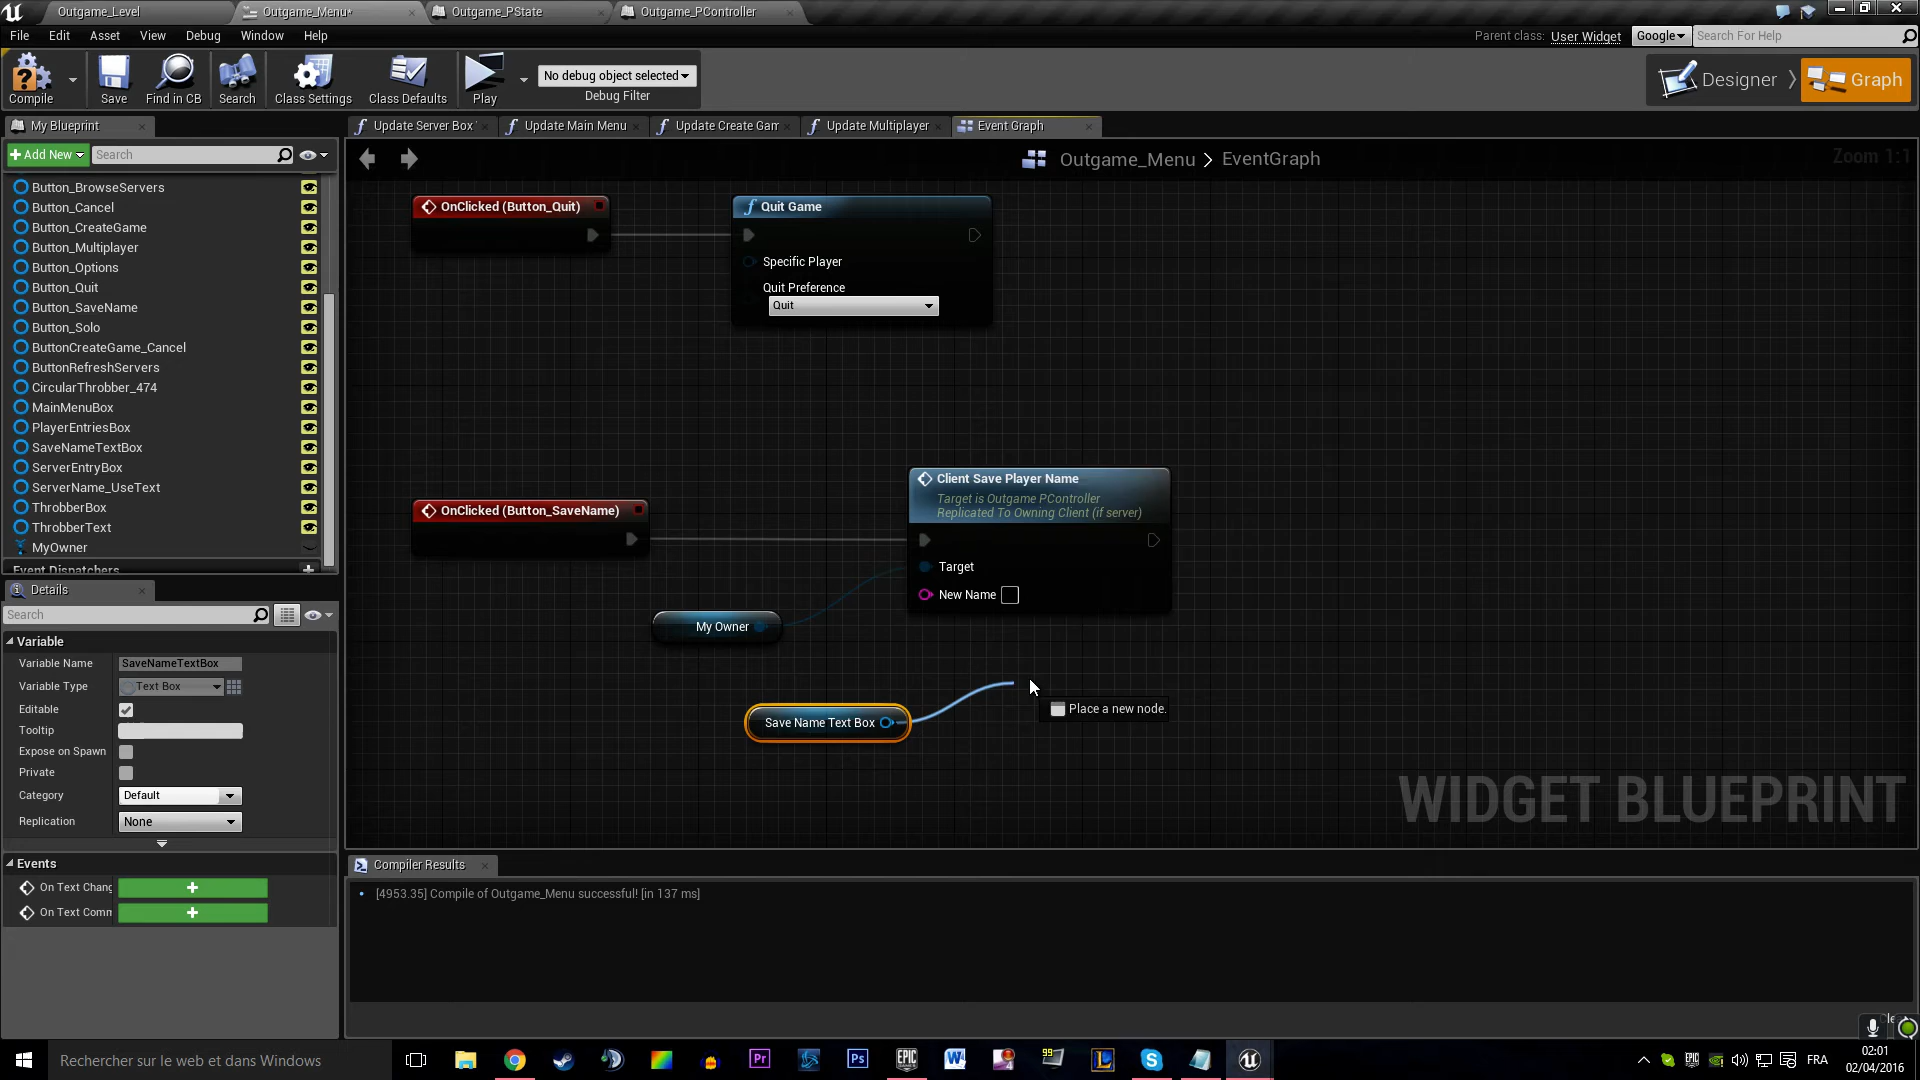 Outgame_Level
Outgame_Menu*
Outgame_PState
Outgame_PController
File Edit Asset View Debug Window Help
Parent class: User Widget
Google
Search For Help
Compile
Save
Find in CB
Search
Class Settings
Class Defaults
Play
No debug object selected
Debug Filter
Designer
Graph
My Blueprint
Update Server Box
Update Main Menu
Update Create Gam
Update Multiplayer
Event Graph
Add New
Search
Outgame_Menu > EventGraph
Zoom 1:1
Button_BrowseServers
Button_Cancel
Button_CreateGame
Button_Multiplayer
Button_Options
Button_Quit
Button_SaveName
Button_Solo
ButtonCreateGame_Cancel
ButtonRefreshServers
CircularThrobber_474
MainMenuBox
PlayerEntriesBox
SaveNameTextBox
ServerEntryBox
ServerName_UseText
ThrobberBox
ThrobberText
MyOwner
Event Dispatchers
OnClicked (Button_Quit)
Quit Game
Specific Player
Quit Preference
Quit
OnClicked (Button_SaveName)
Client Save Player Name
Target is Outgame PController
Replicated To Owning Client (if server)
Target
New Name
My Owner
Save Name Text Box
Place a new node.
WIDGET BLUEPRINT
Details
Search
Variable
Variable Name SaveNameTextBox
Variable Type Text Box
Editable
Tooltip
Expose on Spawn
Private
Category Default
Replication None
Events
On Text Chang
On Text Comm
Compiler Results
[4953.35] Compile of Outgame_Menu successful! [in 137 ms]
Rechercher sur le web et dans Windows
Pr
Ps
EPIC
99
FRA
02:01
02/04/2016